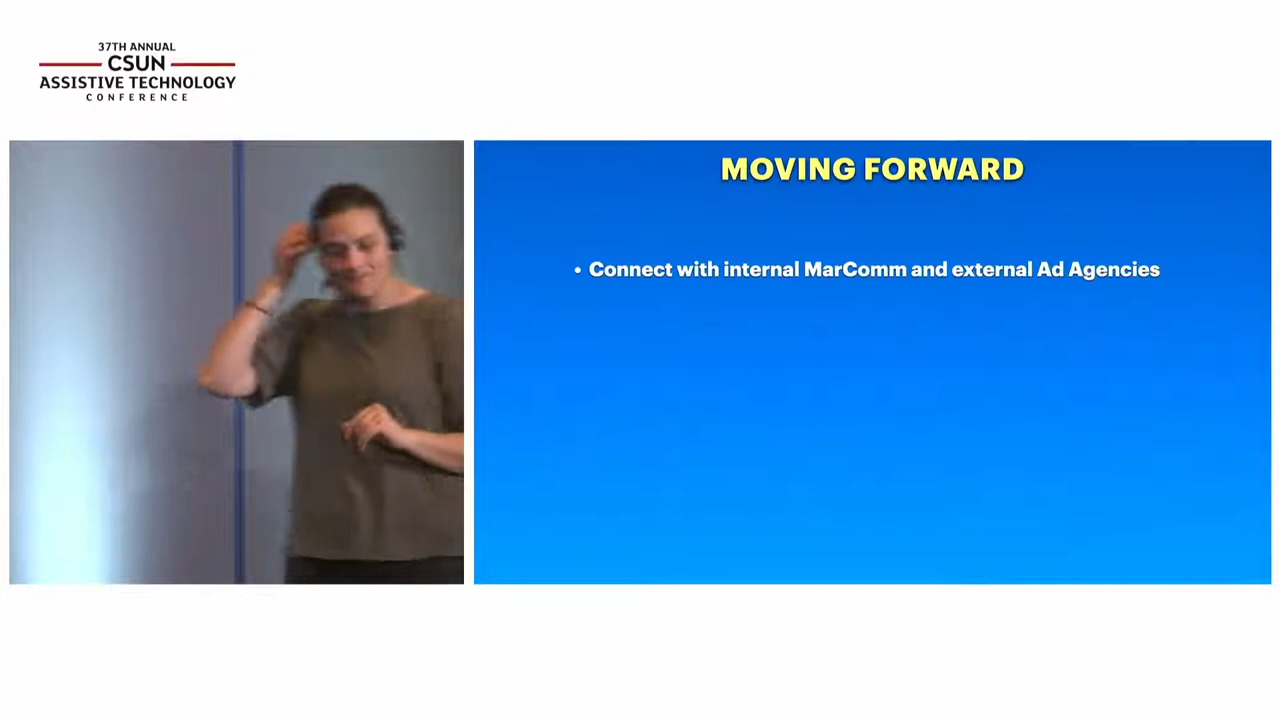 37TH ANNUAL
CSUN
ASSISTIVE TECHNOLOGY
CONFERENCE
MOVING FORWARD
• Connect with internal MarComm and external Ad Agencies